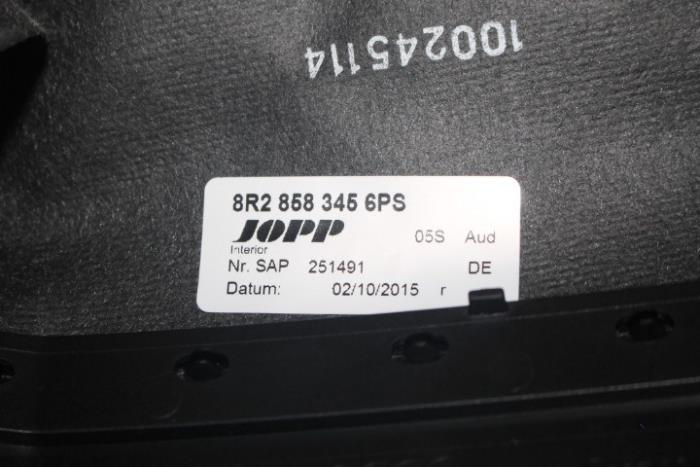 100245114
8R2 858 345 6PS
JOPP
Interior
05S Aud
Nr. SAP 251491 DE
Datum: 02/10/2015 r